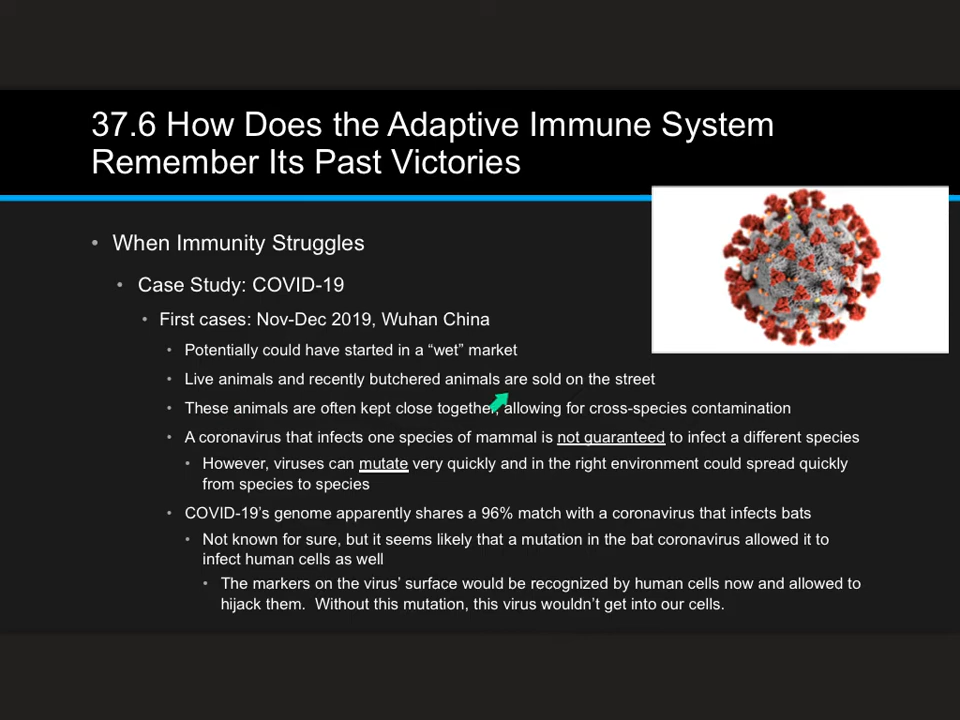 37.6 How Does the Adaptive Immune System
Remember Its Past Victories
• When Immunity Struggles
• Case Study: COVID-19
• First cases: Nov-Dec 2019, Wuhan China
• Potentially could have started in a “wet” market
• Live animals and recently butchered animals are sold on the street
• These animals are often kept close together, allowing for cross-species contamination
• A coronavirus that infects one species of mammal is not guaranteed to infect a different species
• However, viruses can mutate very quickly and in the right environment could spread quickly
from species to species
• COVID-19’s genome apparently shares a 96% match with a coronavirus that infects bats
• Not known for sure, but it seems likely that a mutation in the bat coronavirus allowed it to
infect human cells as well
• The markers on the virus’ surface would be recognized by human cells now and allowed to
hijack them.  Without this mutation, this virus wouldn’t get into our cells.